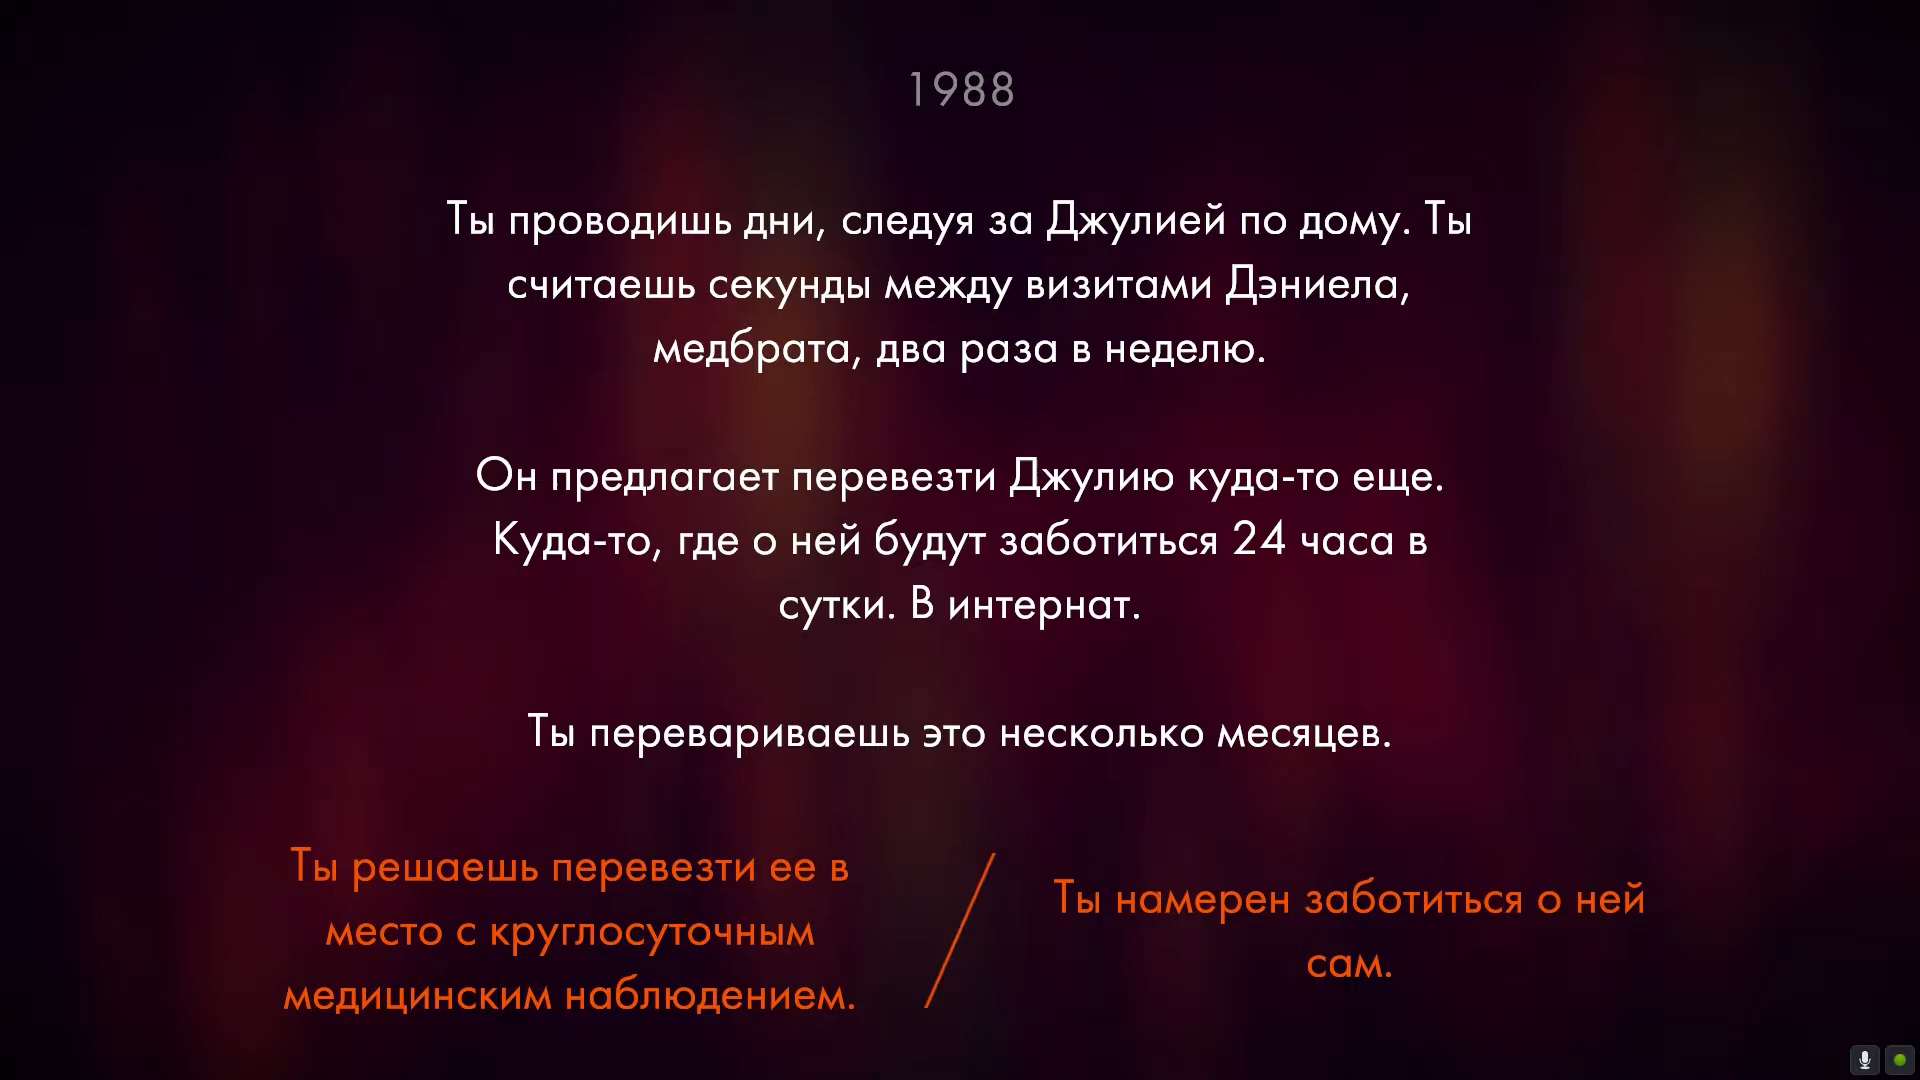 1988
Ты проводишь дни, следуя за Джулией по дому. Ты
считаешь секунды между визитами Дэниела,
медбрата, два раза в неделю.
Он предлагает перевезти Джулию куда-то еще.
Куда-то, где о ней будут заботиться 24 часа в
сутки. В интернат.
Ты перевариваешь это несколько месяцев.
Ты решаешь перевезти ее в
место с круглосуточным
медицинским наблюдением.
Ты намерен заботиться о ней
сам.